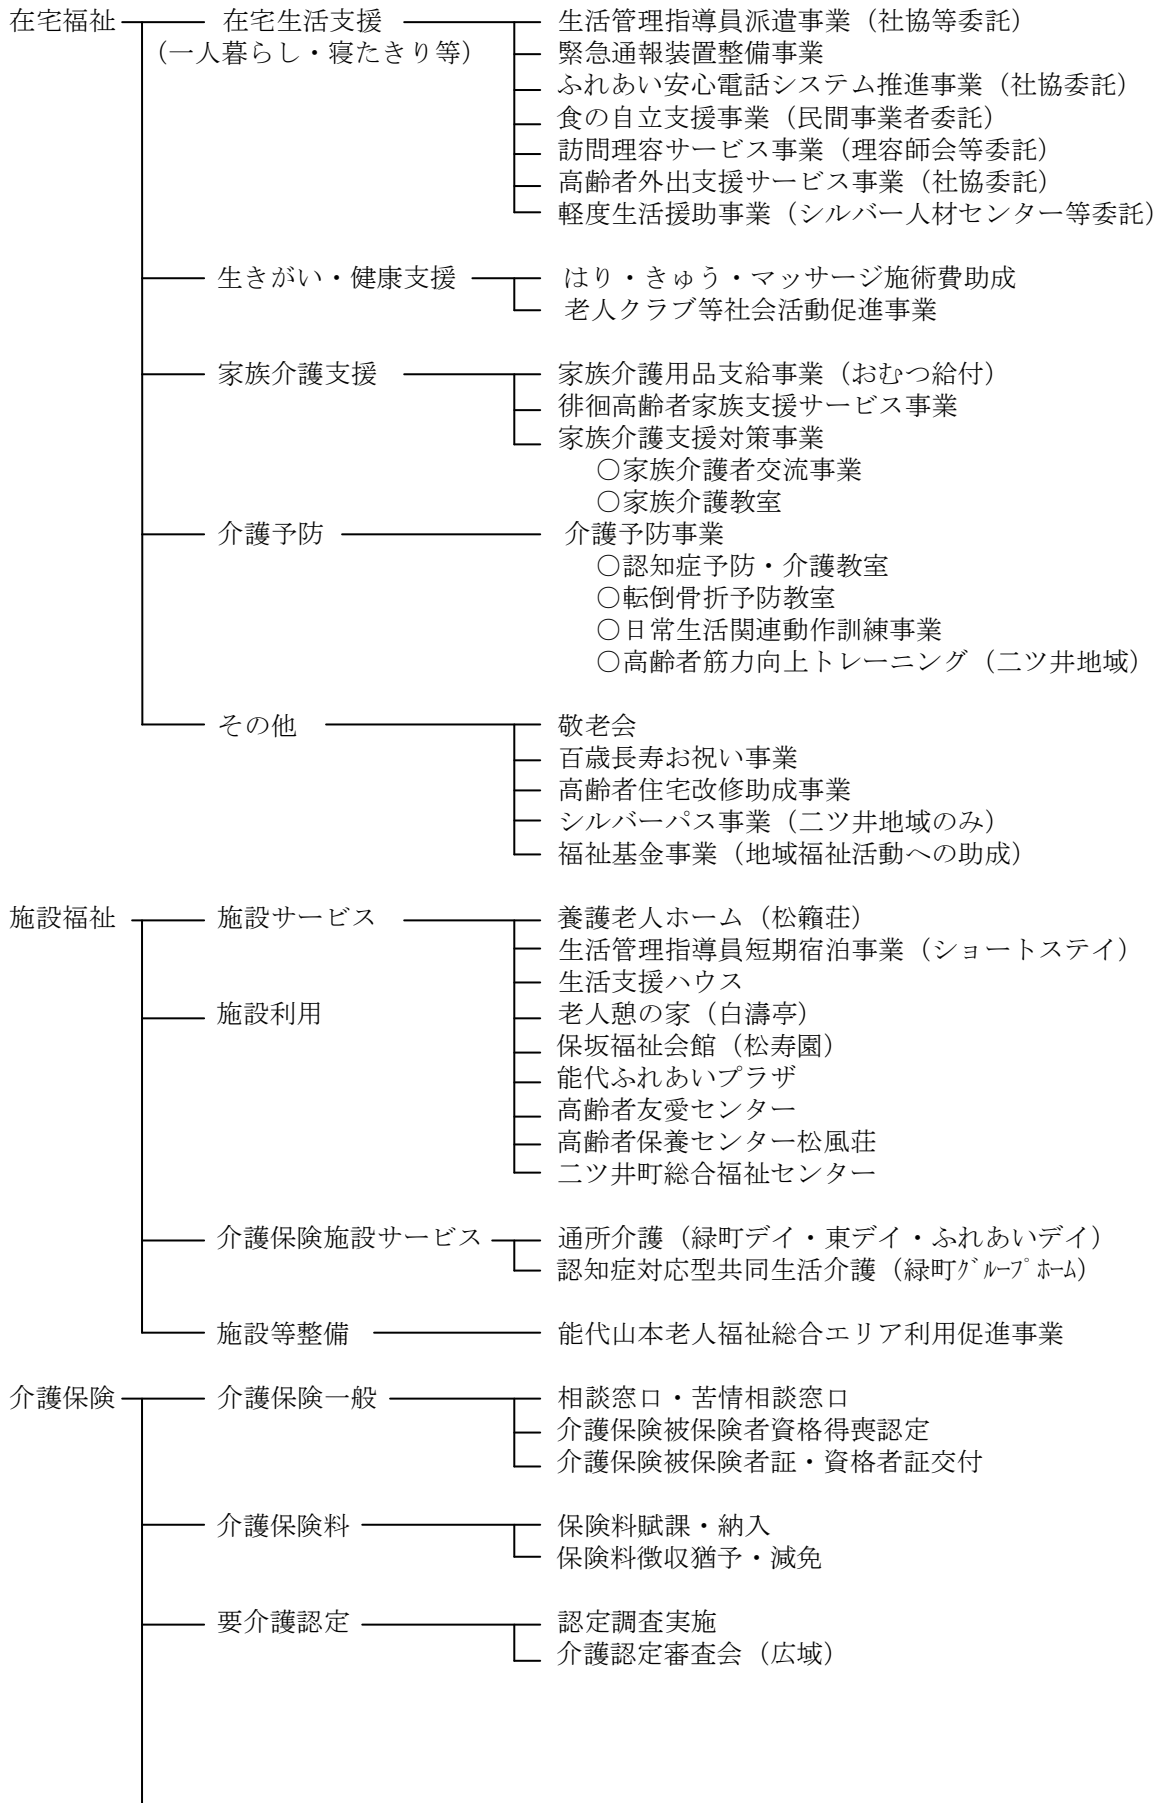 在宅福祉 在宅生活支援 生活管理指導員派遣事業（社協等委託）
（一人暮らし・寝たきり等） 緊急通報装置整備事業
ふれあい安心電話システム推進事業（社協委託）
食の自立支援事業（民間事業者委託）
訪問理容サービス事業（理容師会等委託）
高齢者外出支援サービス事業（社協委託）
軽度生活援助事業（シルバー人材センター等委託）
生きがい・健康支援 はり・きゅう・マッサージ施術費助成
老人クラブ等社会活動促進事業
家族介護支援 家族介護用品支給事業（おむつ給付）
徘徊高齢者家族支援サービス事業
家族介護支援対策事業
○家族介護者交流事業
○家族介護教室
介護予防 介護予防事業
○認知症予防・介護教室
○転倒骨折予防教室
○日常生活関連動作訓練事業
○高齢者筋力向上トレーニング（二ツ井地域）
その他 敬老会
百歳長寿お祝い事業
高齢者住宅改修助成事業
シルバーパス事業（二ツ井地域のみ）
福祉基金事業（地域福祉活動への助成）
施設福祉 施設サービス 養護老人ホーム（松籟荘）
生活管理指導員短期宿泊事業（ショートステイ）
生活支援ハウス
施設利用 老人憩の家（白濤亭）
保坂福祉会館（松寿園）
能代ふれあいプラザ
高齢者友愛センター
高齢者保養センター松風荘
二ツ井町総合福祉センター
介護保険施設サービス 通所介護（緑町デイ・東デイ・ふれあいデイ）
認知症対応型共同生活介護（緑町ｸﾞﾙｰﾌﾟﾎｰﾑ）
施設等整備 能代山本老人福祉総合エリア利用促進事業
介護保険 介護保険一般 相談窓口・苦情相談窓口
介護保険被保険者資格得喪認定
介護保険被保険者証・資格者証交付
介護保険料 保険料賦課・納入
保険料徴収猶予・減免
要介護認定 認定調査実施
介護認定審査会（広域）